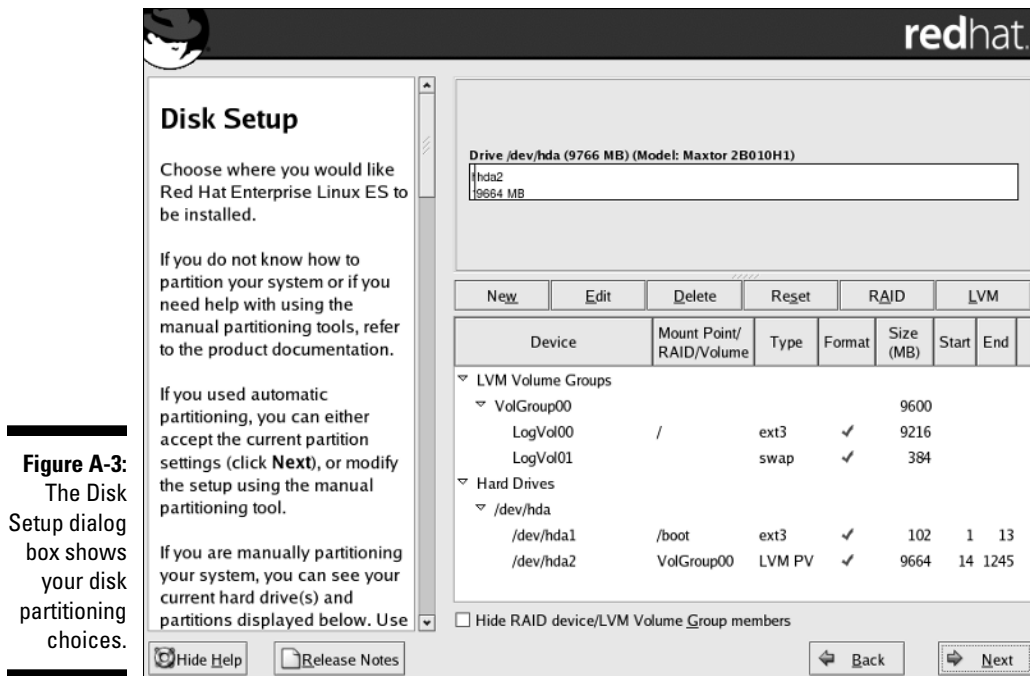 redhat.
Disk Setup
Choose where you would like
Red Hat Enterprise Linux ES to
be installed.
If you do not know how to
partition your system or if you
need help with using the
manual partitioning tools, refer
to the product documentation.
If you used automatic
partitioning, you can either
accept the current partition
settings (click Next), or modify
the setup using the manual
partitioning tool.
If you are manually partitioning
your system, you can see your
current hard drive(s) and
partitions displayed below. Use
Drive /dev/hda (9766 MB) (Model: Maxtor 2B010H1)
hda2
9664 MB
New Edit Delete Reset RAID LVM
Device Mount Point/ RAID/Volume Type Format Size (MB) Start End
LVM Volume Groups
VolGroup00 9600
LogVol00 / ext3 ✓ 9216
LogVol01 swap ✓ 384
Hard Drives
/dev/hda
/dev/hda1 /boot ext3 ✓ 102 1 13
/dev/hda2 VolGroup00 LVM PV ✓ 9664 14 1245
Hide RAID device/LVM Volume Group members
Hide Help Release Notes Back Next
Figure A-3:
The Disk
Setup dialog
box shows
your disk
partitioning
choices.